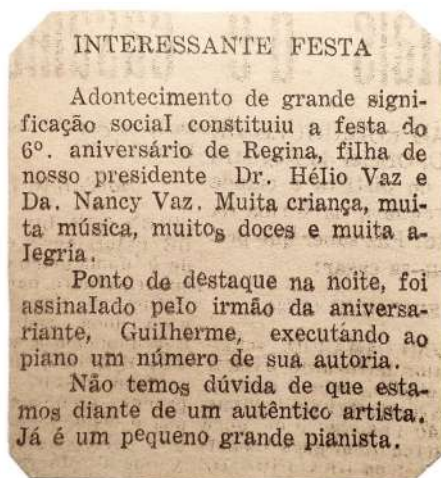 INTERESSANTE FESTA
Adontecimento de grande signi-
ficação social constituiu a festa do
6º. aniversário de Regina, filha de
nosso presidente Dr. Hélio Vaz e
Da. Nancy Vaz. Muita criança, mui-
ta música, muitos doces e muita a-
legria.
Ponto de destaque na noite, foi
assinalado pelo irmão da aniversa-
riante, Guilherme, executando ao
piano um número de sua autoria.
Não temos dúvida de que esta-
mos diante de um autêntico artista.
Já é um pequeno grande pianista.